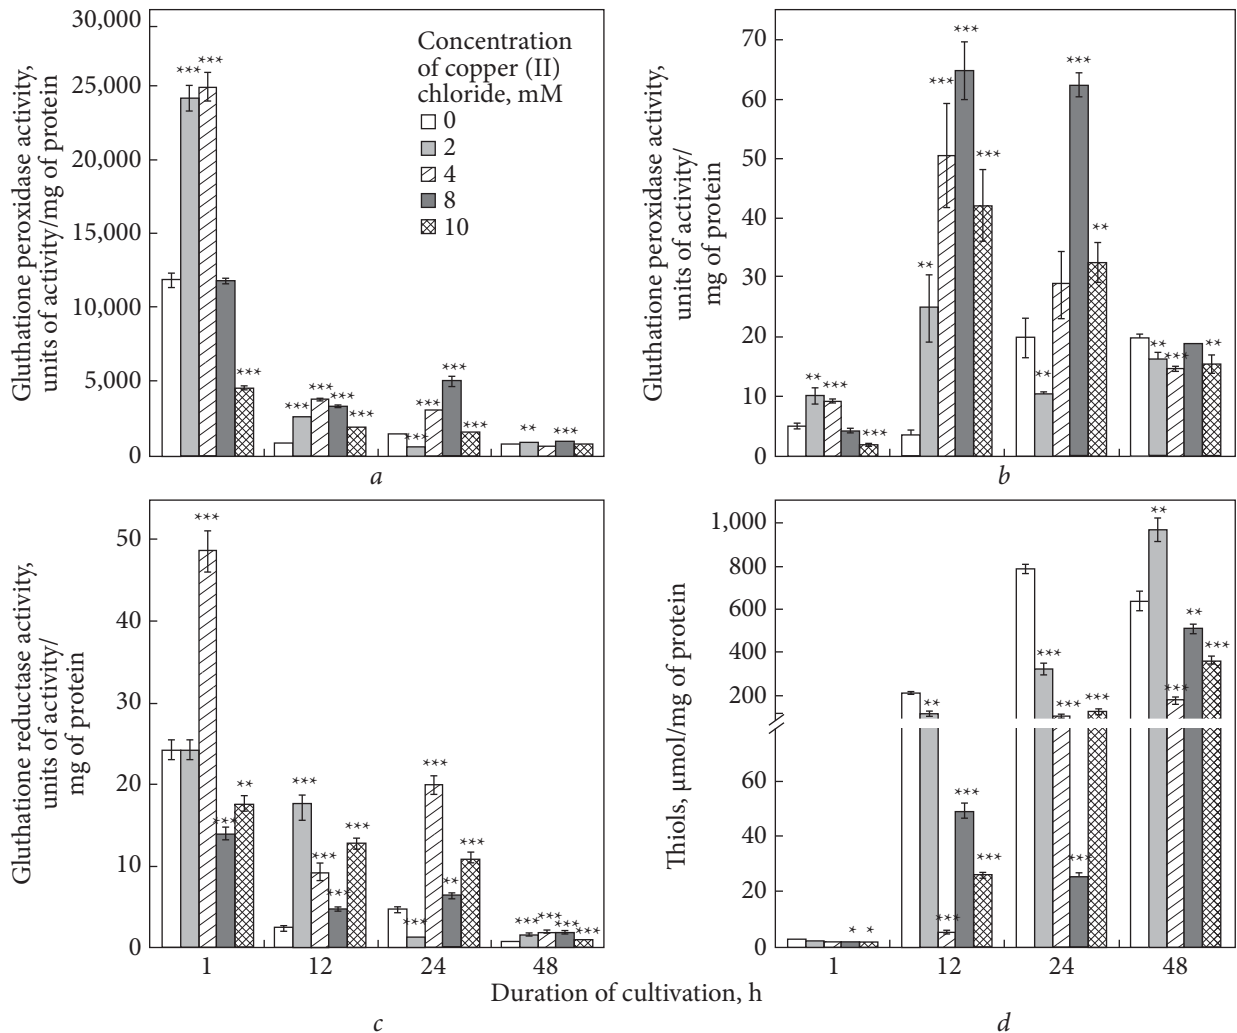 Gluthatione peroxidase activity,
units of activity/mg of protein
30,000
25,000
20,000
15,000
10,000
5,000
0
Concentration
of copper (II)
chloride, mM
0
2
4
8
10
*** ***
***
*** *** *** ***
*** *** *** ***
** ***
a
Gluthatione peroxidase activity,
units of activity/
mg of protein
70
60
50
40
30
20
10
0
** *** ***
** *** *** ***
** *** **
** *** **
b
Gluthatione reductase activity,
units of activity/
mg of protein
50
40
30
20
10
0
*** *** **
*** *** *** ***
*** ** ***
*** *** *** ***
1 12 24 48
c
Thiols, µmol/mg of protein
1,000
800
600
400
200
60
40
20
0
* *
** *** *** ***
*** *** *** ***
** *** ** ***
1 12 24 48
d
Duration of cultivation, h